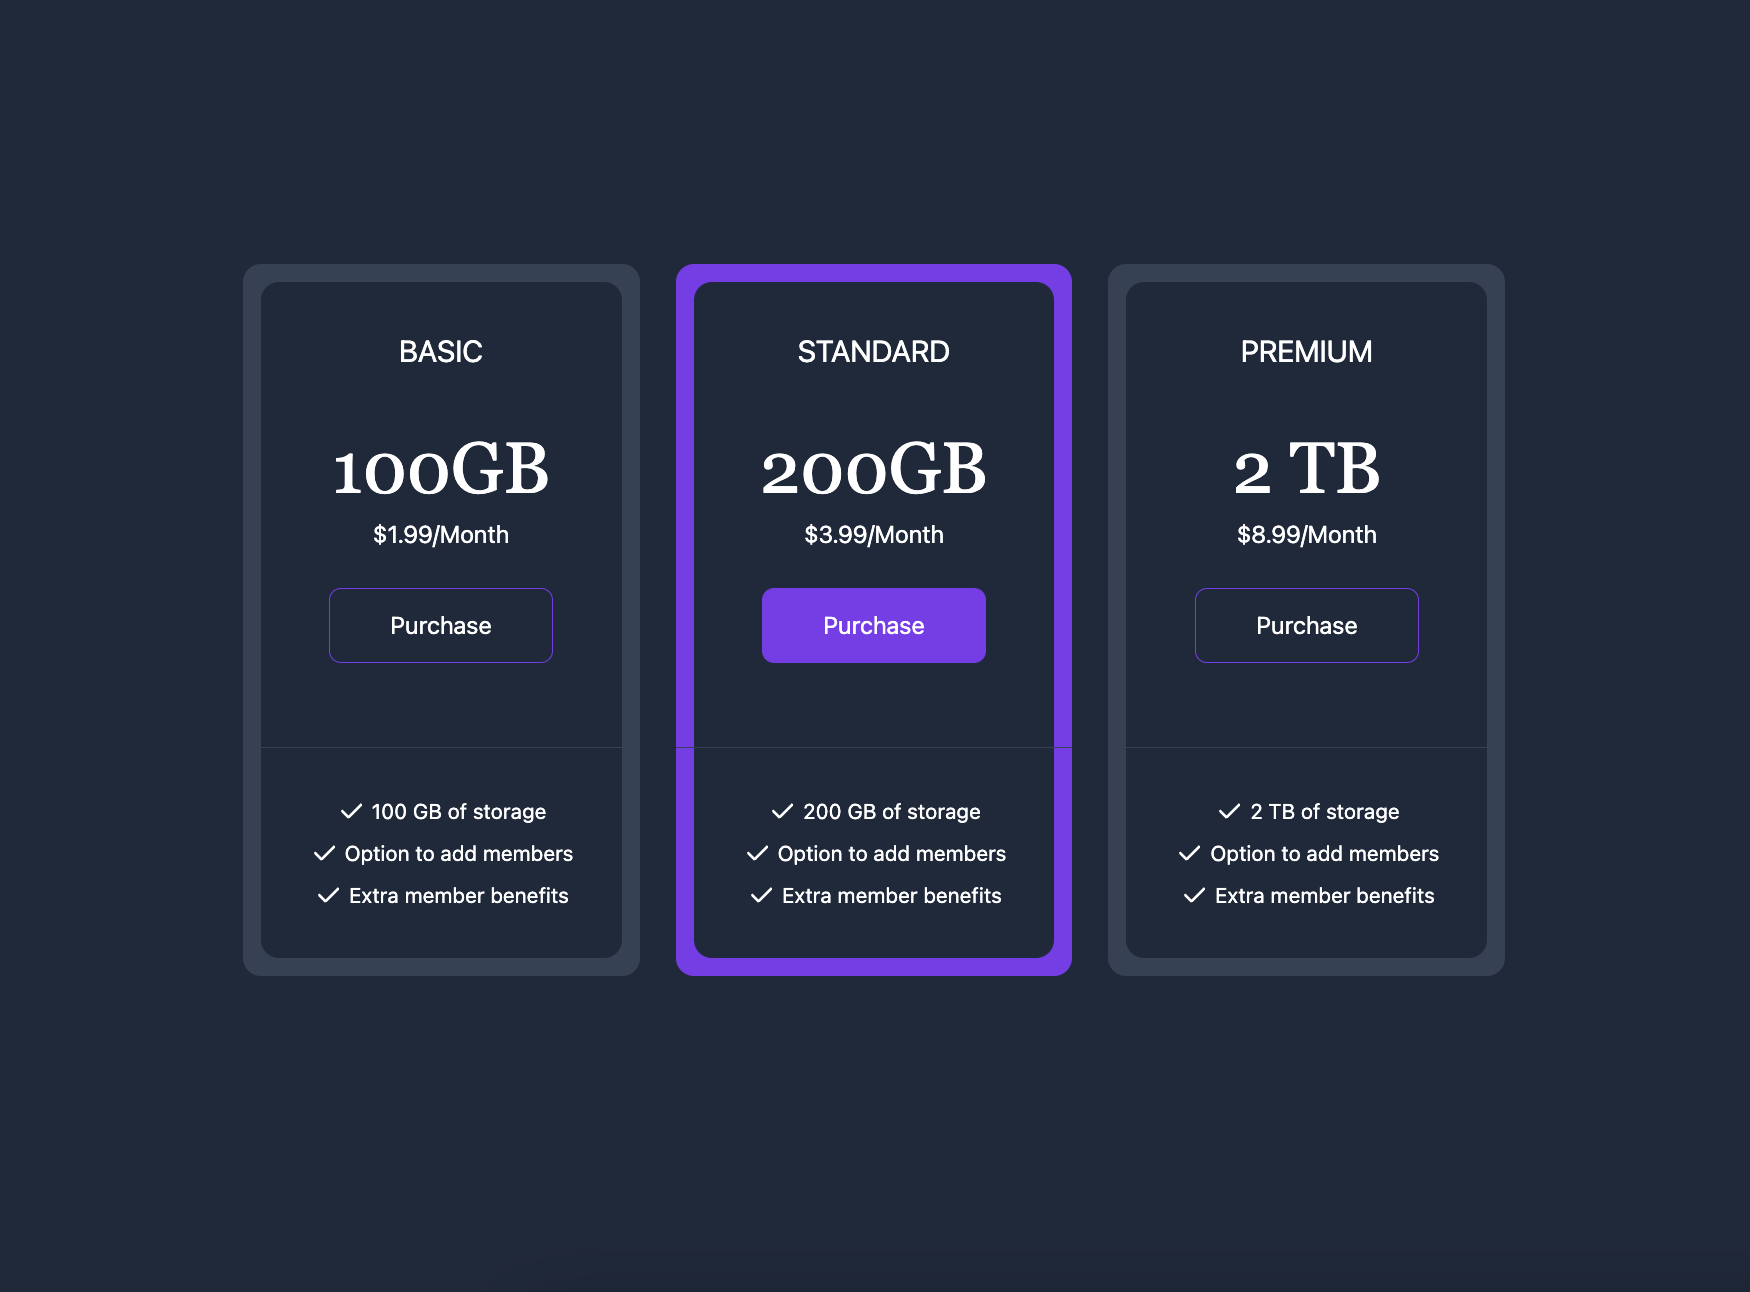 BASIC
100GB
$1.99/Month
Purchase
100 GB of storage
Option to add members
Extra member benefits
STANDARD
200GB
$3.99/Month
Purchase
200 GB of storage
Option to add members
Extra member benefits
PREMIUM
2 TB
$8.99/Month
Purchase
2 TB of storage
Option to add members
Extra member benefits